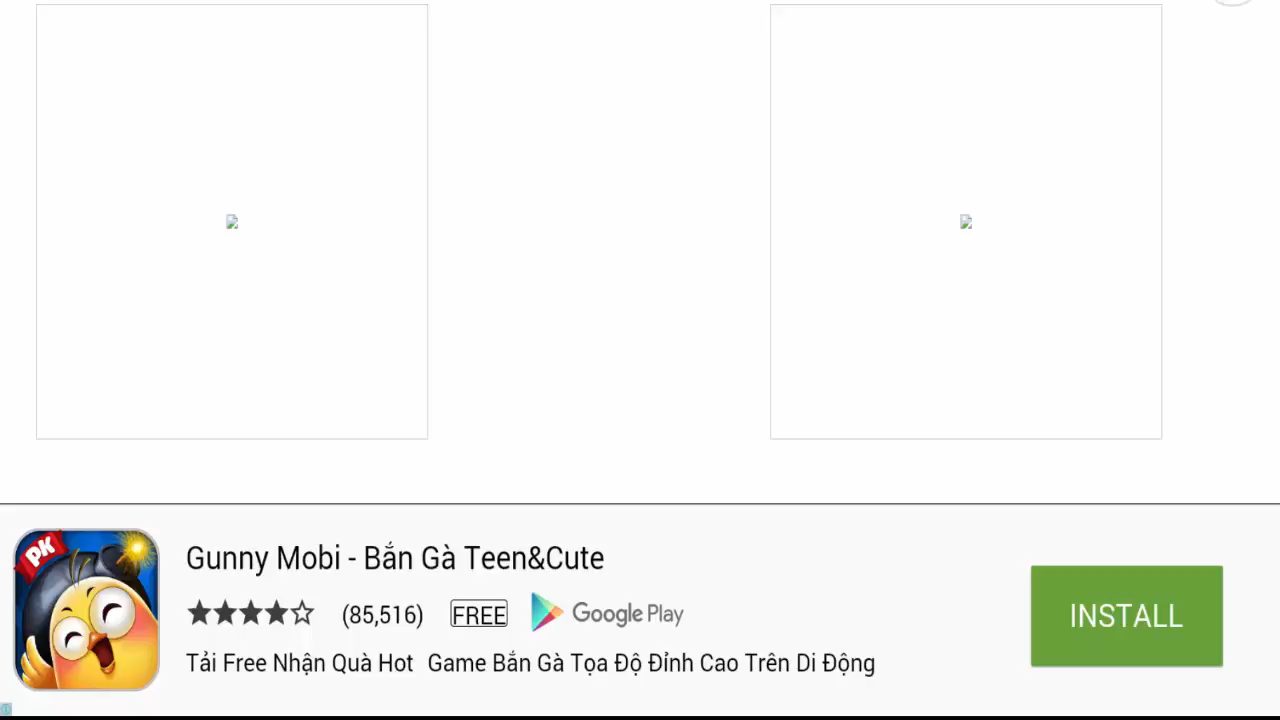 PK
Gunny Mobi - Bắn Gà Teen&Cute
(85,516) FREE Google Play
Tải Free Nhận Quà Hot Game Bắn Gà Tọa Độ Đỉnh Cao Trên Di Động
INSTALL